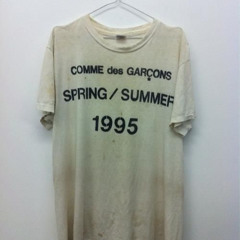 COMME des GARÇONS
SPRING / SUMMER
1995